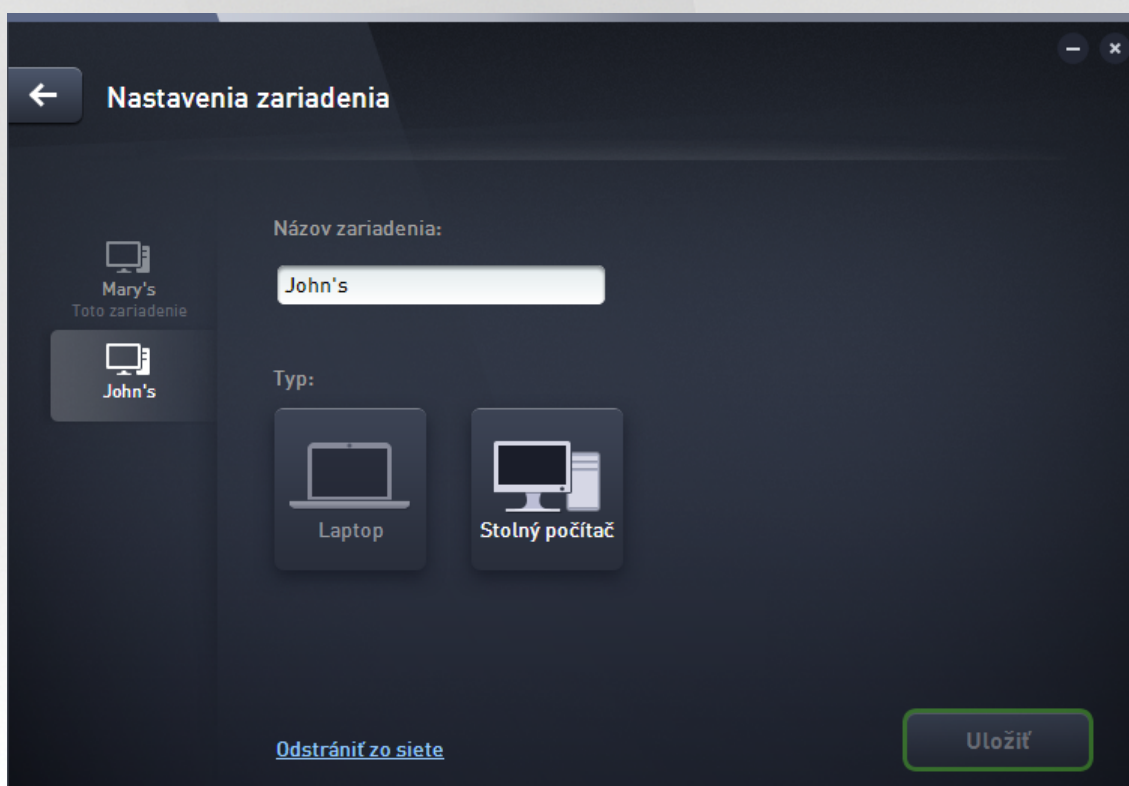 Nastavenia zariadenia
Mary's
Toto zariadenie
John's
Názov zariadenia:
John's
Typ:
Laptop
Stolný počítač
Odstrániť zo siete
Uložiť